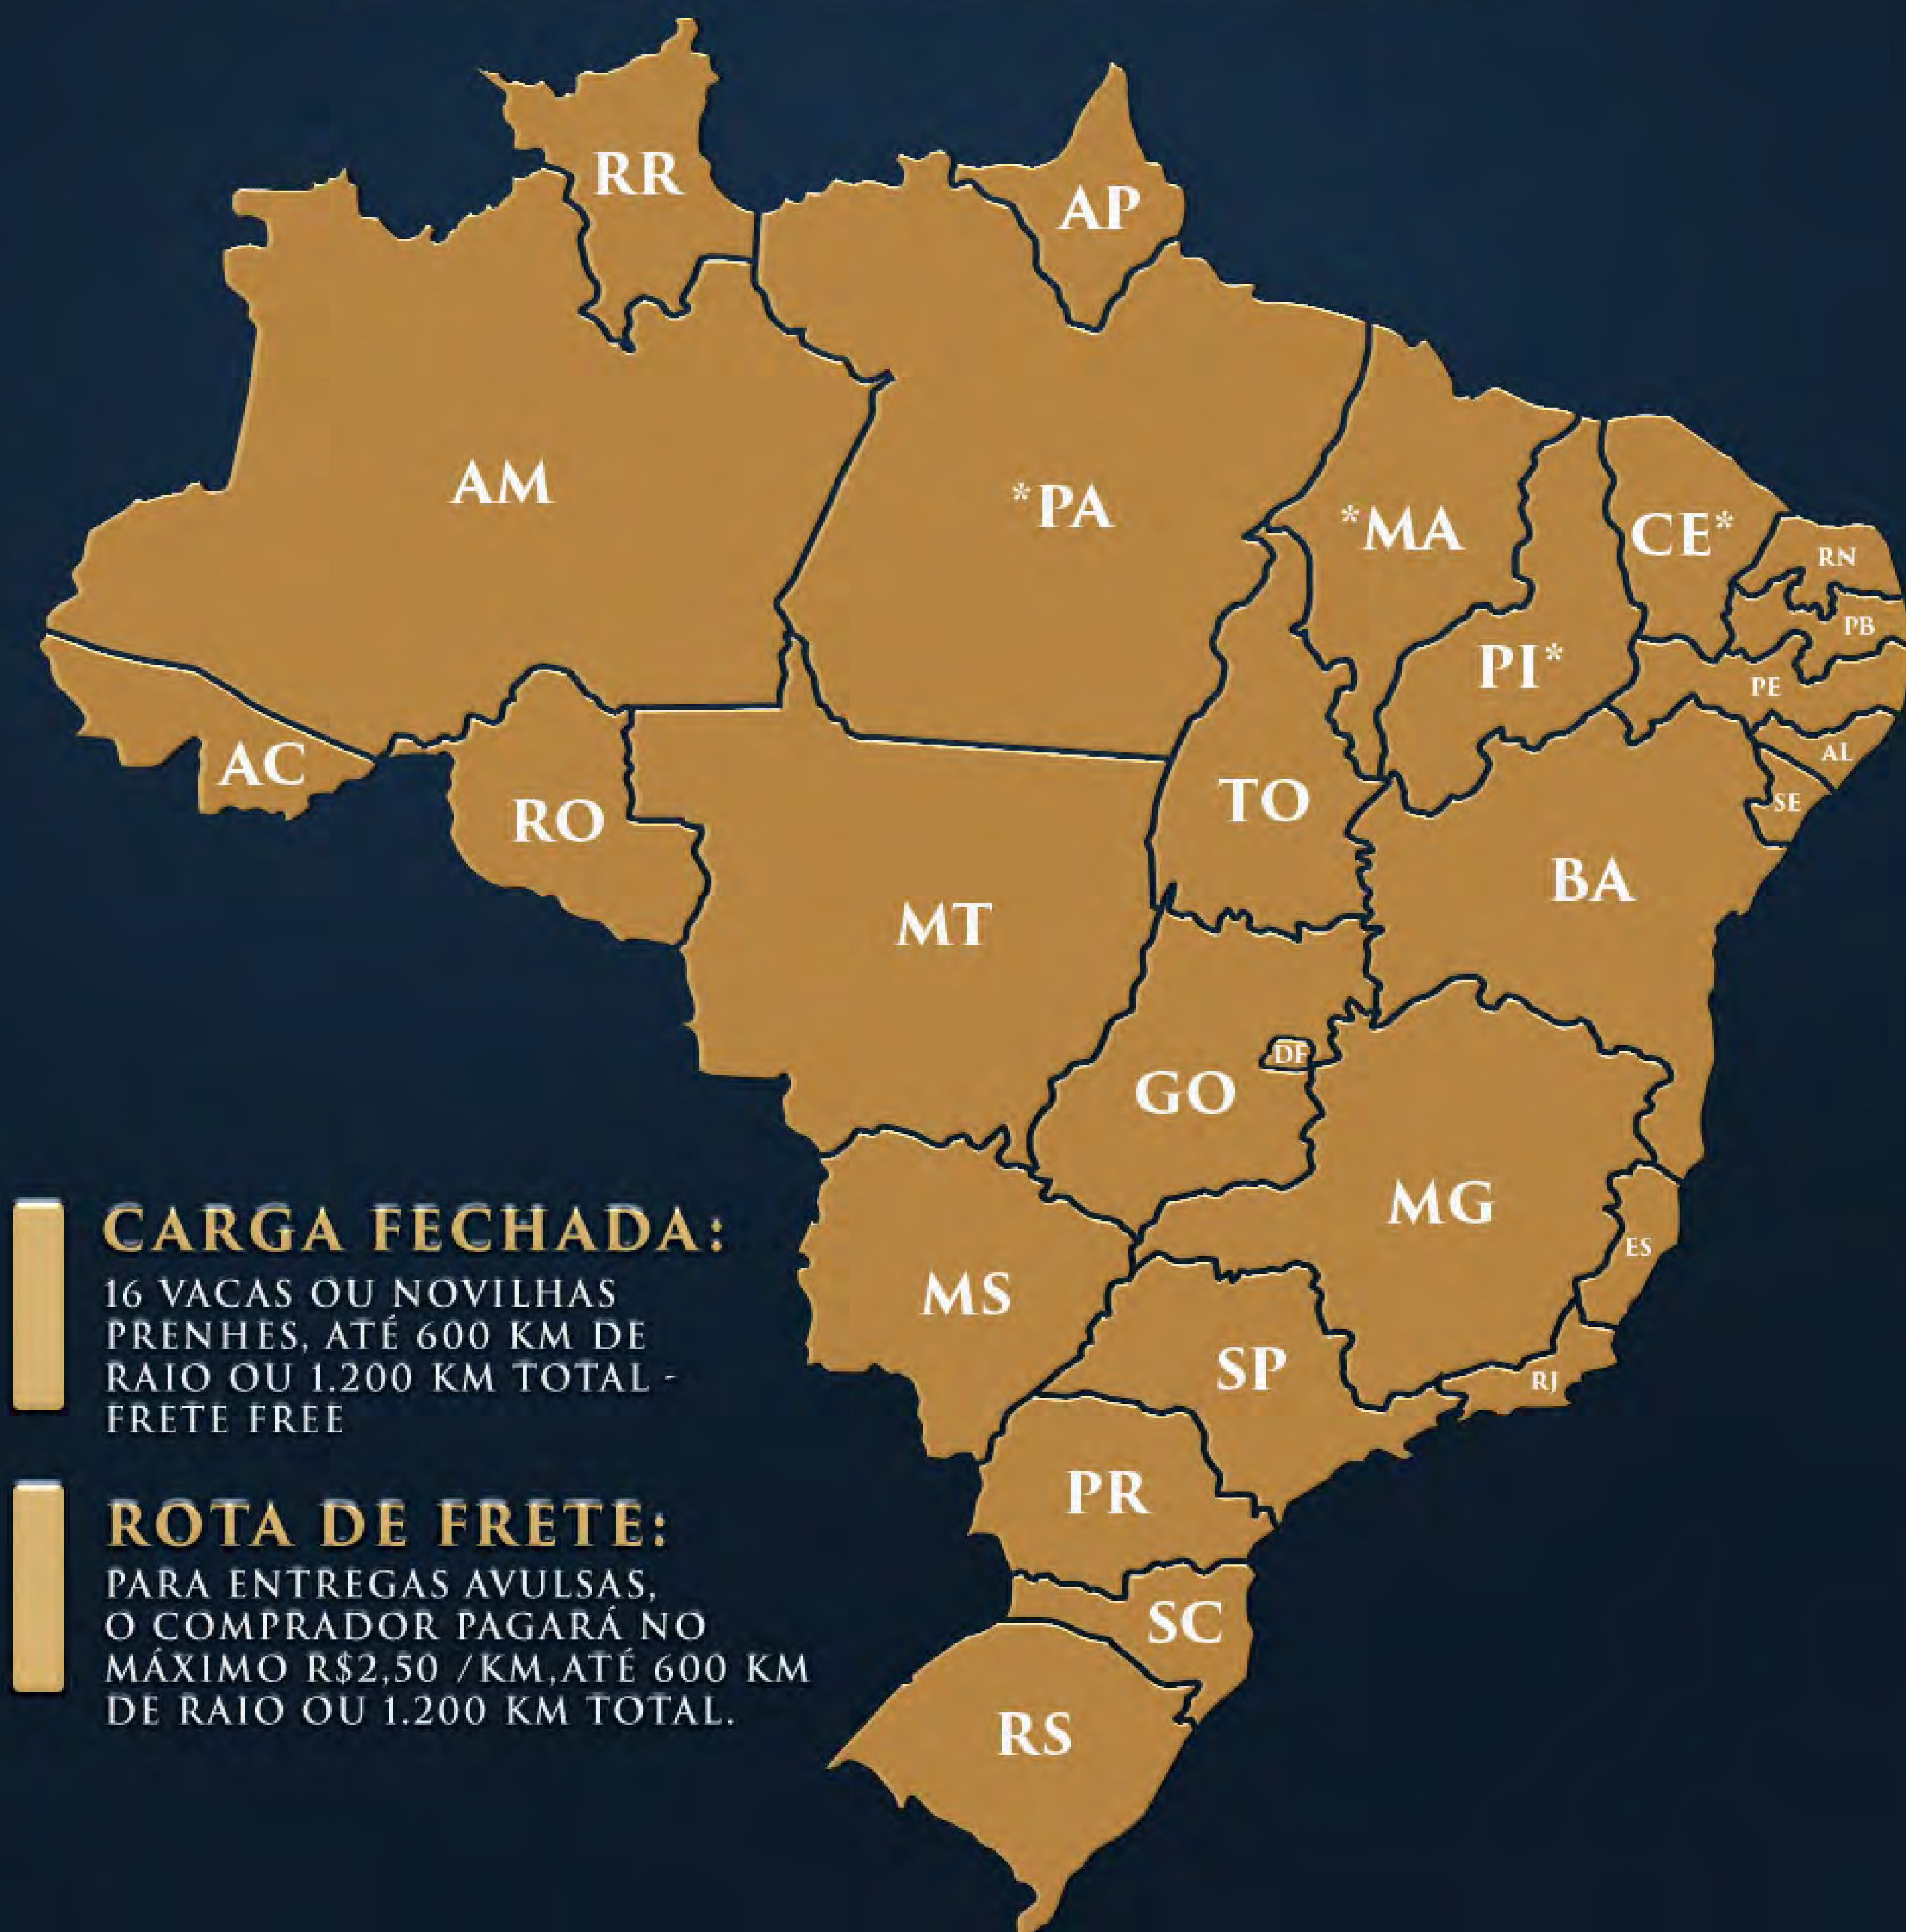 RR
AP
AM
*PA
*MA
CE*
RN
PB
PI*
PE
AL
AC
TO
SE
RO
BA
MT
DF
GO
MG
ES
MS
SP
RJ
PR
SC
RS
CARGA FECHADA:
16 VACAS OU NOVILHAS
PRENHES, ATÉ 600 KM DE
RAIO OU 1.200 KM TOTAL -
FRETE FREE
ROTA DE FRETE:
PARA ENTREGAS AVULSAS,
O COMPRADOR PAGARÁ NO
MÁXIMO R$2,50 /KM,ATÉ 600 KM
DE RAIO OU 1.200 KM TOTAL.